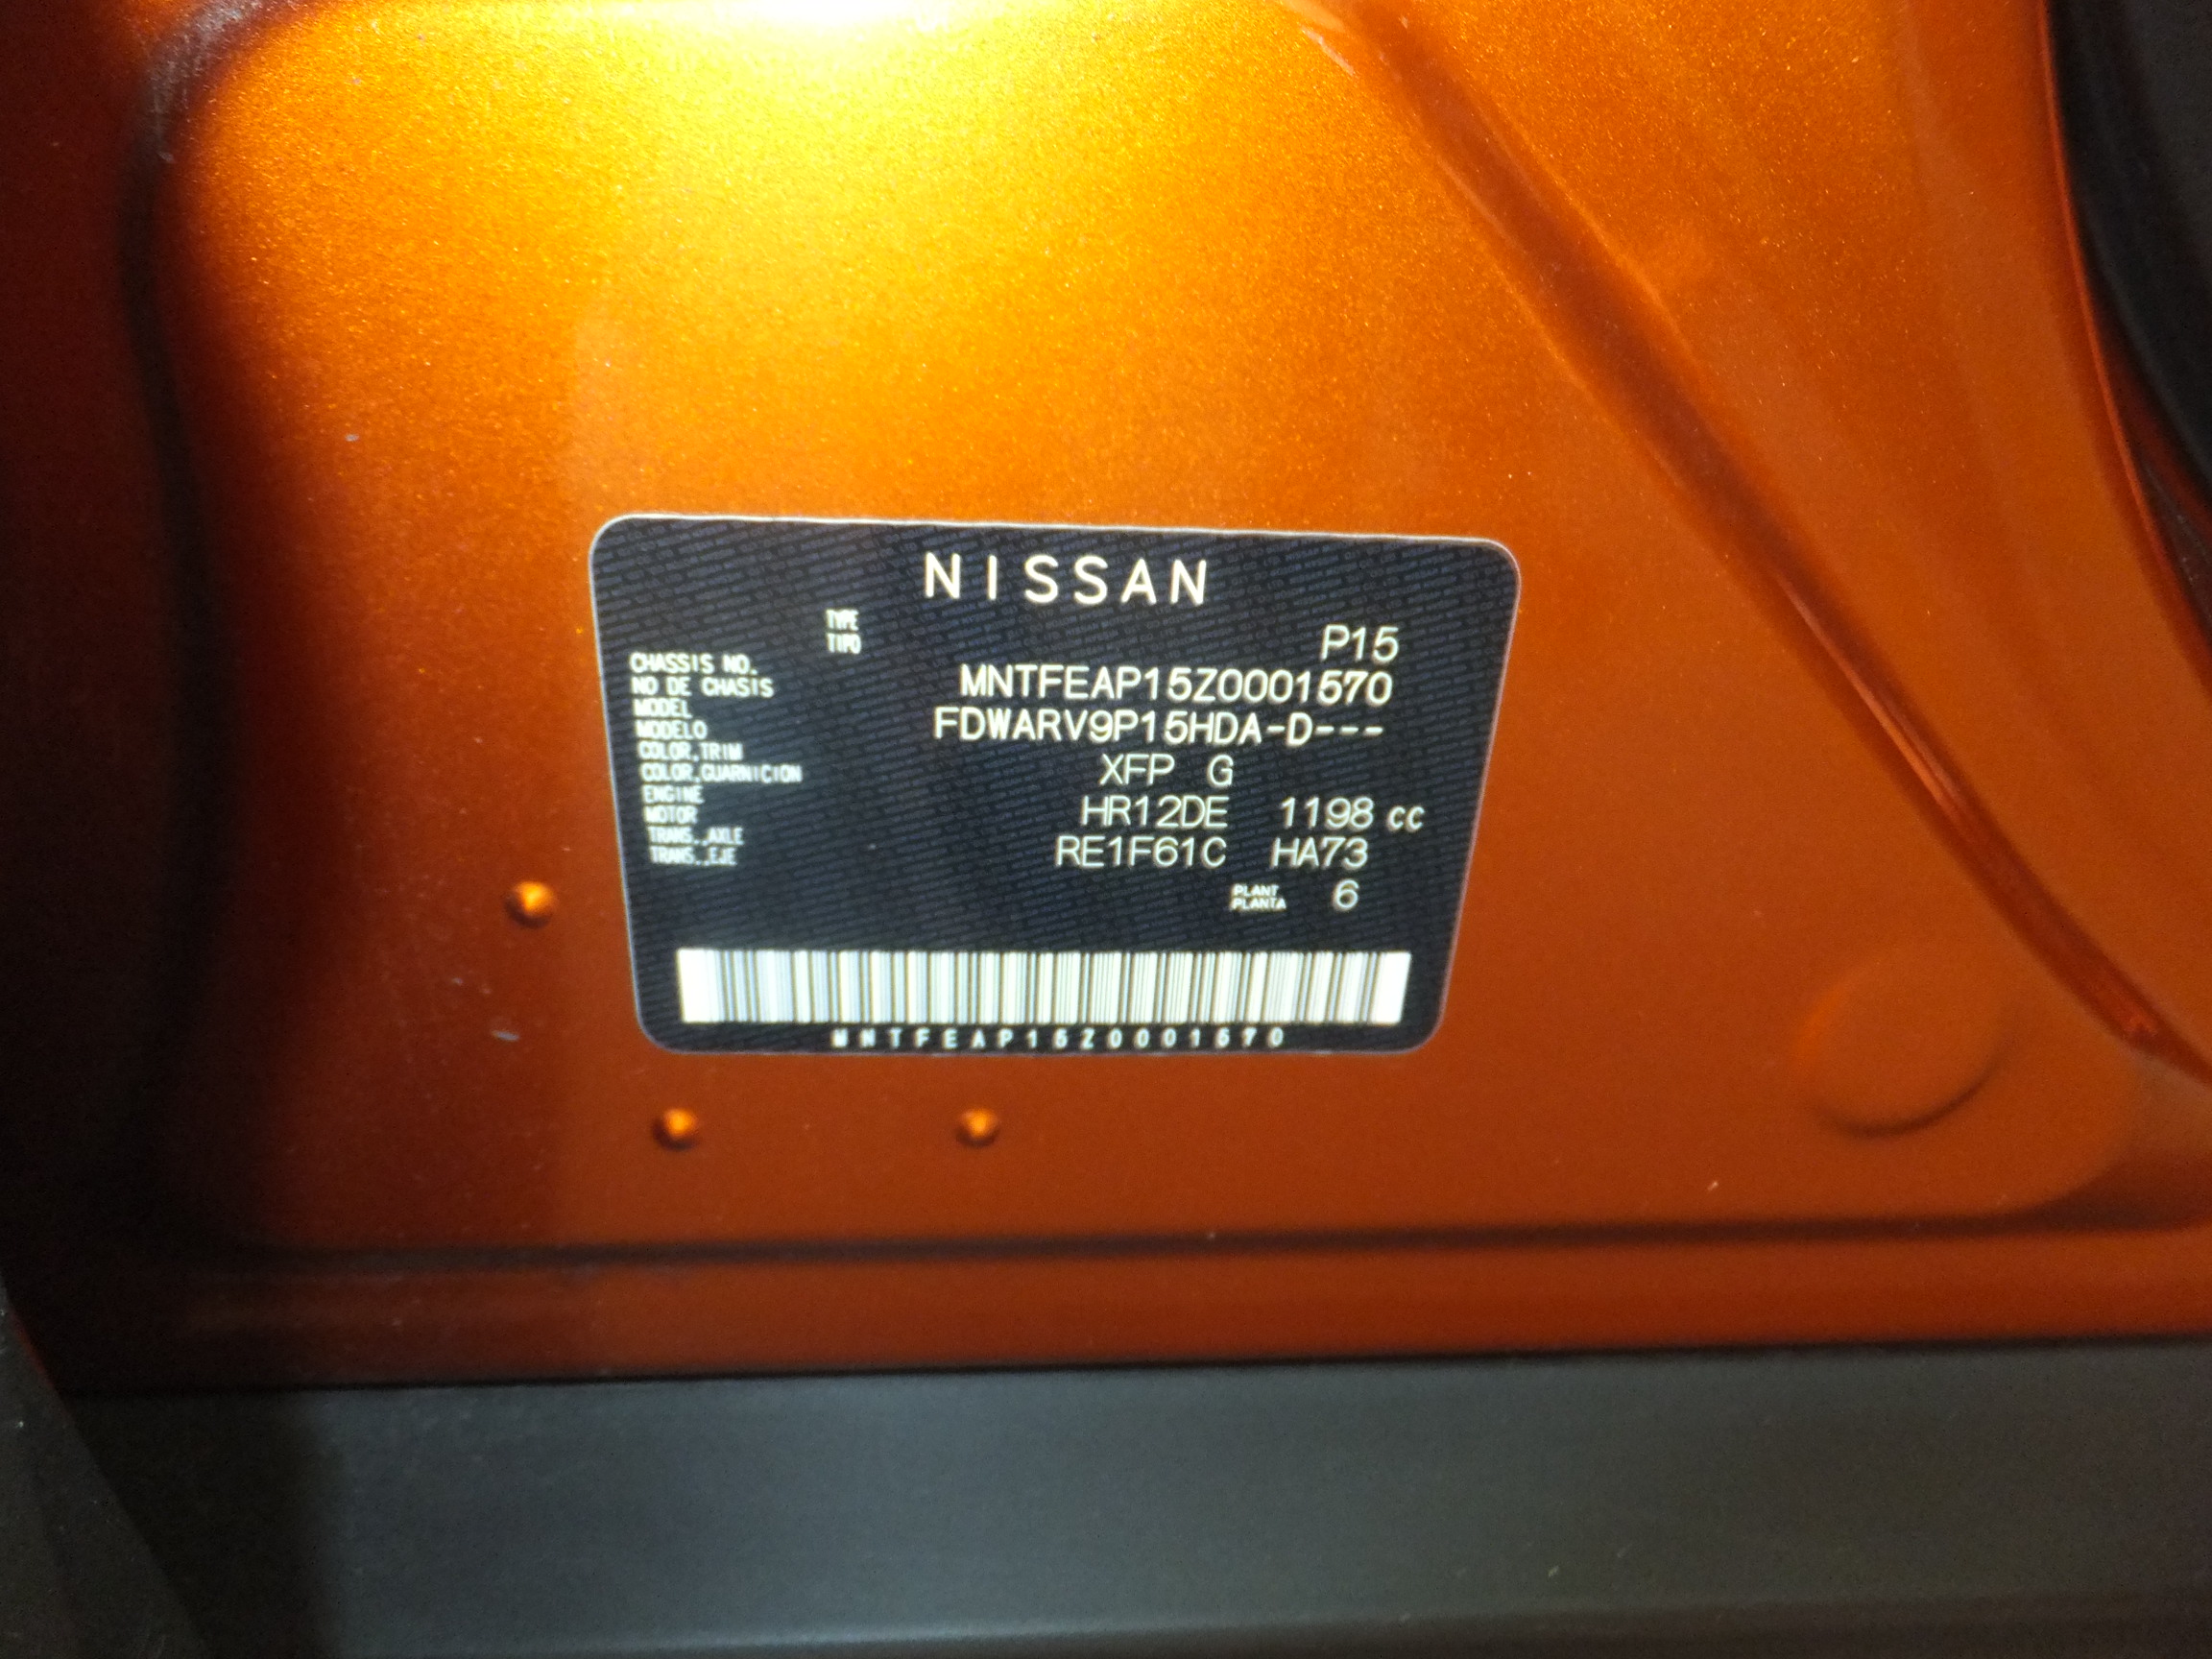 NISSAN
TYPE
TIPO P15
CHASSIS NO.
NO DE CHASIS MNTFEAP15Z0001570
MODEL
MODELO FDWARV9P15HDA-D---
COLOR,TRIM
COLOR,GUARNICION XFP G
ENGINE
MOTOR HR12DE 1198 cc
TRANS.,AXLE
TRANS.,EJE RE1F61C HA73
PLANT
PLANTA 6
MNTFEAP15Z0001570